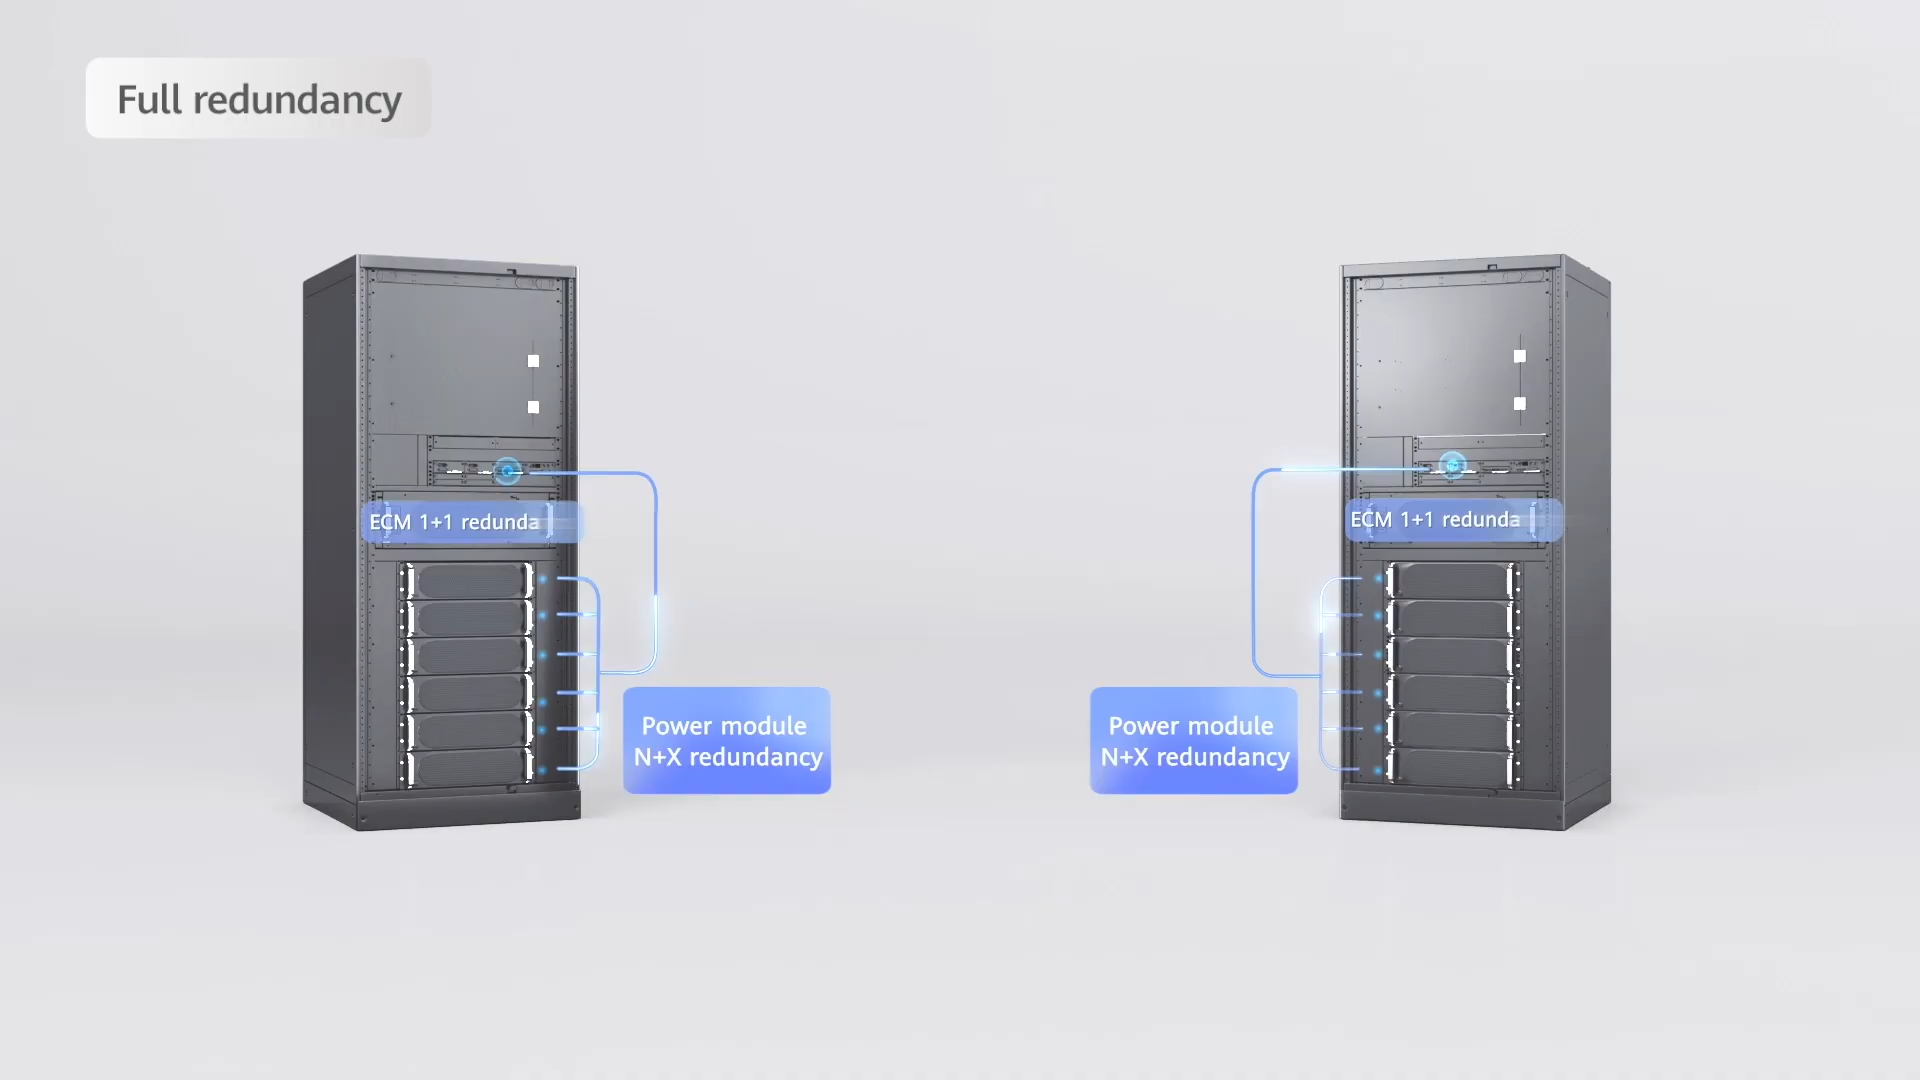 Full redundancy
ECM 1+1 redunda
ECM 1+1 redunda
Power module
N+X redundancy
Power module
N+X redundancy